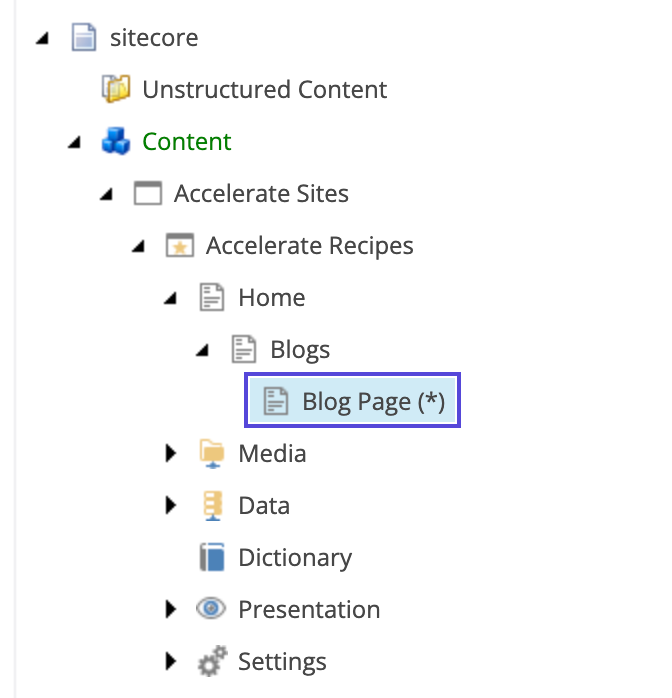 sitecore
Unstructured Content
Content
Accelerate Sites
Accelerate Recipes
Home
Blogs
Blog Page (*)
Media
Data
Dictionary
Presentation
Settings